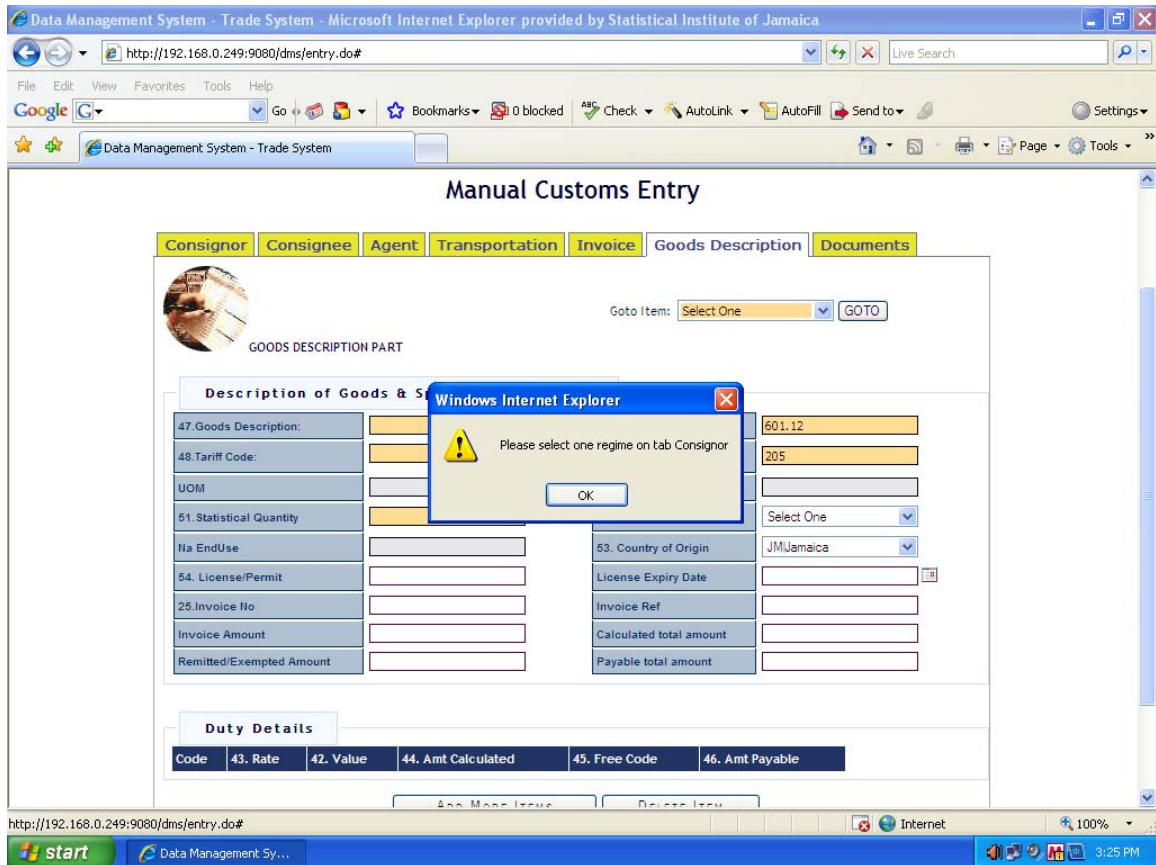 Data Management System - Trade System - Microsoft Internet Explorer provided by Statistical Institute of Jamaica
http://192.168.0.249:9080/dms/entry.do#
Live Search
File Edit View Favorites Tools Help
Google G Go Bookmarks 0 blocked ABC Check AutoLink AutoFill Send to Settings
Data Management System - Trade System Page Tools »
Manual Customs Entry
Consignor Consignee Agent Transportation Invoice Goods Description Documents
Goto Item: Select One GOTO
GOODS DESCRIPTION PART
Description of Goods & Sp
Windows Internet Explorer
Please select one regime on tab Consignor
OK
47.Goods Description: 601.12
48.Tariff Code: 205
UOM
51.Statistical Quantity Select One
Na EndUse 53. Country of Origin JM|Jamaica
54. License/Permit License Expiry Date
25.Invoice No Invoice Ref
Invoice Amount Calculated total amount
Remitted/Exempted Amount Payable total amount
Duty Details
Code 43. Rate 42. Value 44. Amt Calculated 45. Free Code 46. Amt Payable
Add More Items Delete Item
http://192.168.0.249:9080/dms/entry.do# Internet 100%
start Data Management Sy... 3:25 PM